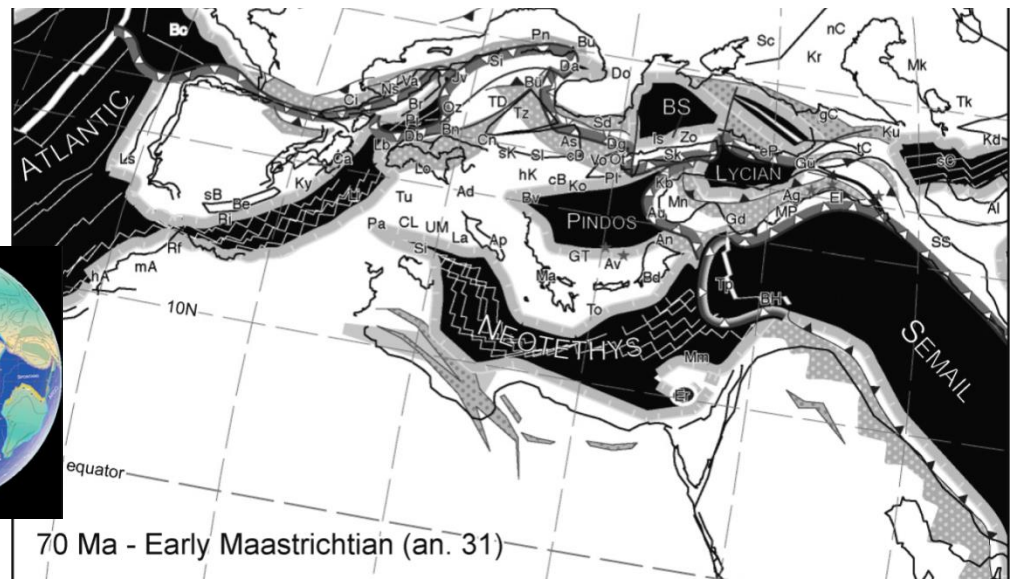 Bc
nC
Sc
Pn
Bu
Kr
Mk
Si
Da
Do
Va
Jv
Ns
Bü
Tk
Ci
Br
Oz
TD
BS
gC
Tz
Sd
ATLANTIC
Db
Bn
As
Is
Zo
Ku
Kd
Cn
Dg
Lb
sK
Sl
cD
Vo
Ot
Sk
eP
tC
sC
Ls
Ca
Lo
Gü
hK
Pl
LYCIAN
Ky
Li
Ad
cB
Ko
Kb
Ag
El
sB
Tu
Bv
Mn
Al
Be
Au
MP
Ri
Pa
CL
UM
PINDOS
Gd
La
Ap
An
SS
Rf
Si
GT
Av
mA
Ma
Bd
hA
Tp
BH
10N
To
NEOTETHYS
SEMAIL
Mm
Er
equator
70 Ma - Early Maastrichtian (an. 31)